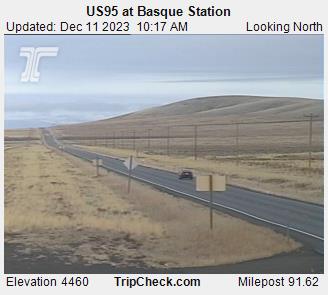 US95 at Basque Station
Updated: Dec 11 2023 10:17 AM Looking North
Elevation 4460 TripCheck.com Milepost 91.62